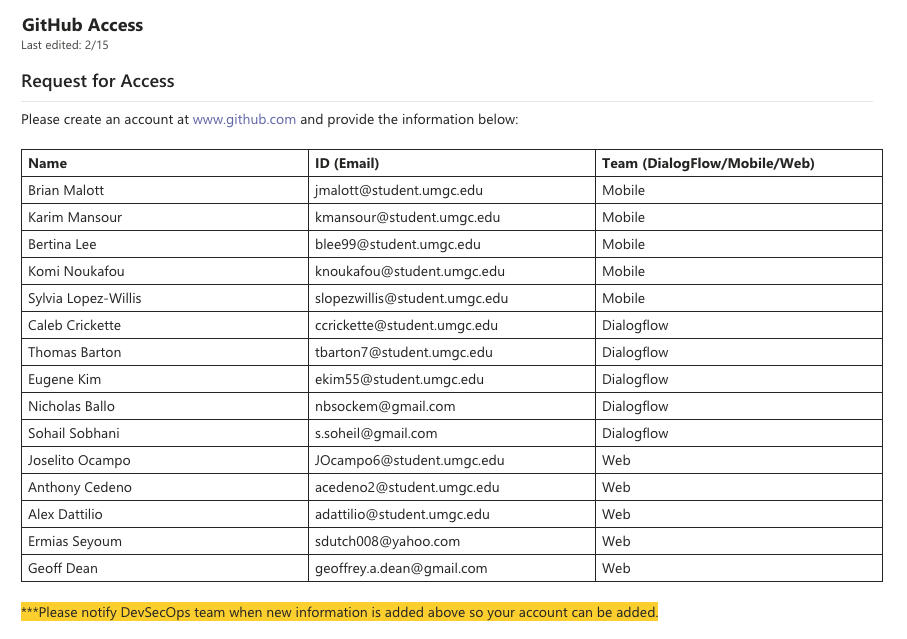 GitHub Access
Last edited: 2/15
Request for Access
Please create an account at www.github.com and provide the information below:
Name ID (Email) Team (DialogFlow/Mobile/Web)
Brian Malott jmalott@student.umgc.edu Mobile
Karim Mansour kmansour@student.umgc.edu Mobile
Bertina Lee blee99@student.umgc.edu Mobile
Komi Noukafou knoukafou@student.umgc.edu Mobile
Sylvia Lopez-Willis slopezwillis@student.umgc.edu Mobile
Caleb Crickette ccrickette@student.umgc.edu Dialogflow
Thomas Barton tbarton7@student.umgc.edu Dialogflow
Eugene Kim ekim55@student.umgc.edu Dialogflow
Nicholas Ballo nbsockem@gmail.com Dialogflow
Sohail Sobhani s.soheil@gmail.com Dialogflow
Joselito Ocampo JOcampo6@student.umgc.edu Web
Anthony Cedeno acedeno2@student.umgc.edu Web
Alex Dattilio adattilio@student.umgc.edu Web
Ermias Seyoum sdutch008@yahoo.com Web
Geoff Dean geoffrey.a.dean@gmail.com Web
***Please notify DevSecOps team when new information is added above so your account can be added.